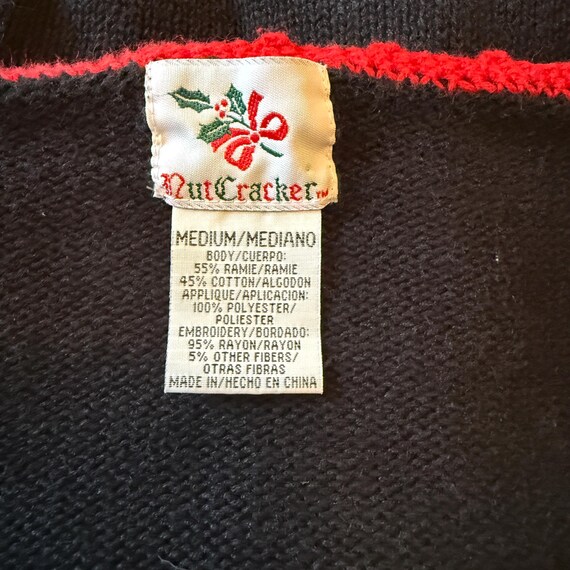 NutCracker™
MEDIUM/MEDIANO
BODY/CUERPO:
55% RAMIE/RAMIE
45% COTTON/ALGODON
APPLIQUE/APLICACION:
100% POLYESTER/
POLIESTER
EMBROIDERY/BORDADO:
95% RAYON/RAYON
5% OTHER FIBERS/
OTRAS FIBRAS
MADE IN/HECHO EN CHINA